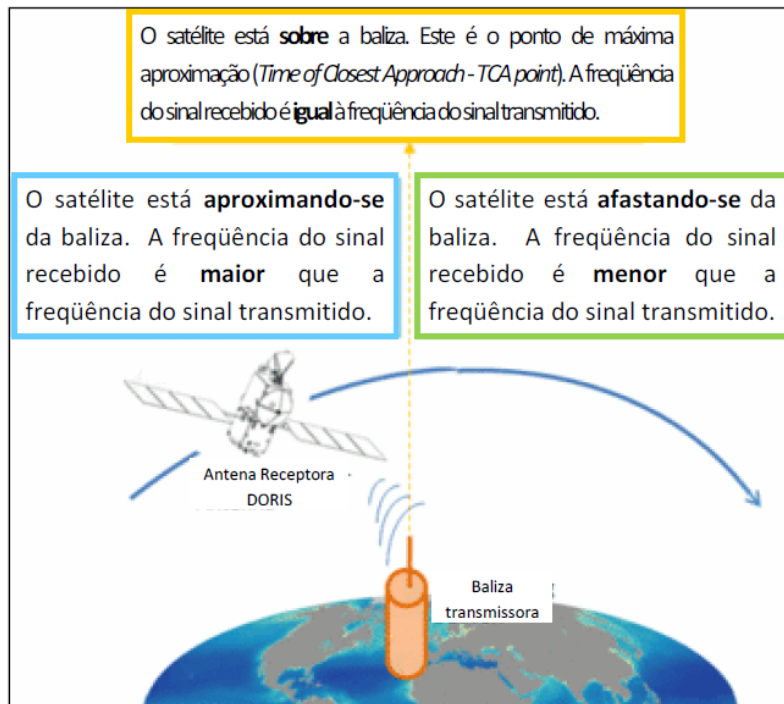 O satélite está sobre a baliza. Este é o ponto de máxima
aproximação (Time of Closest Approach - TCA point). A freqüência
do sinal recebido é igual à freqüência do sinal transmitido.
O satélite está aproximando-se
da baliza. A freqüência do sinal
recebido é maior que a
freqüência do sinal transmitido.
O satélite está afastando-se da
baliza. A freqüência do sinal
recebido é menor que a
freqüência do sinal transmitido.
Antena Receptora
DORIS
Baliza
transmissora